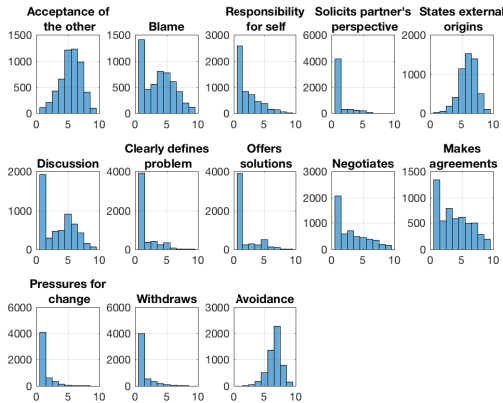 Acceptance of
the other
Blame
Responsibility
for self
Solicits partner's
perspective
States external
origins
1500
1000
500
0
0 5 10
1500
1000
500
0
0 5 10
3000
2000
1000
0
0 5 10
6000
4000
2000
0
0 5 10
2000
1000
0
0 5 10
Discussion
Clearly defines
problem
Offers
solutions
Negotiates
Makes
agreements
2000
1000
0
0 5 10
4000
2000
0
0 5 10
4000
2000
0
0 5 10
3000
2000
1000
0
0 5 10
1500
1000
500
0
0 5 10
Pressures for
change
Withdraws
Avoidance
6000
4000
2000
0
0 5 10
6000
4000
2000
0
0 5 10
3000
2000
1000
0
0 5 10